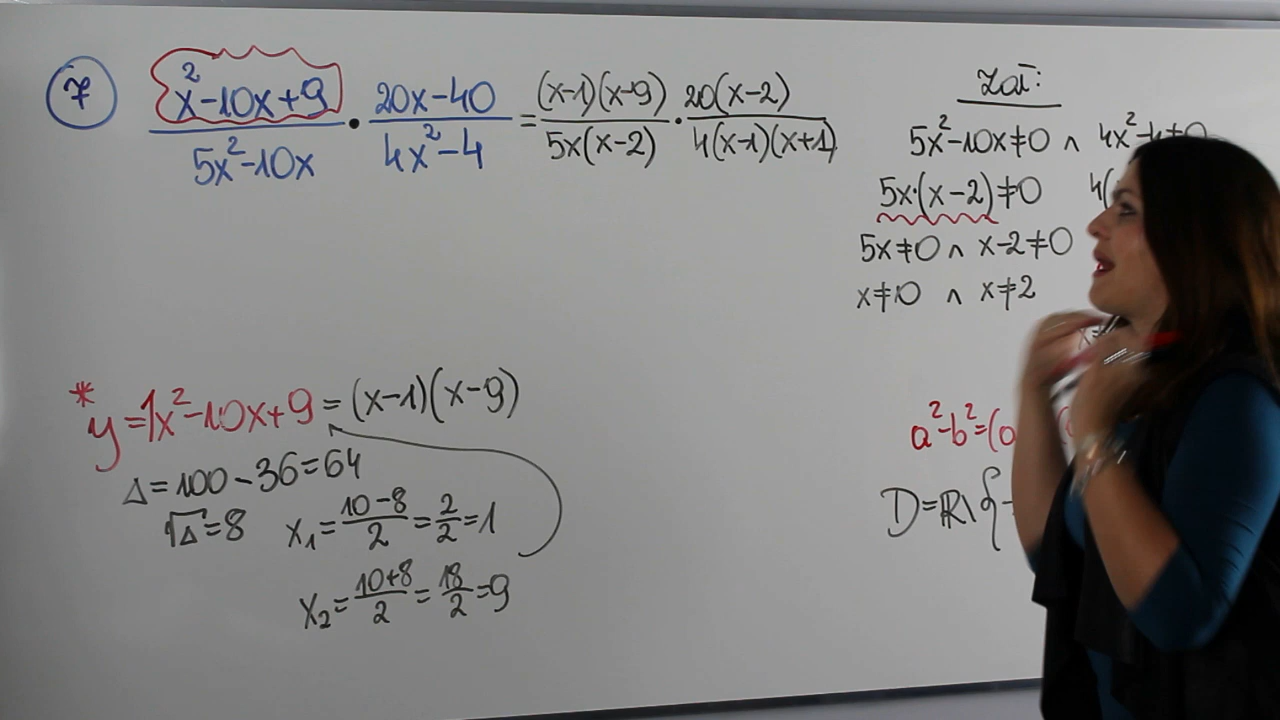 7 (x²-10x+9)/(5x²-10x) · (20x-40)/(4x²-4) = ((x-1)(x-9))/(5x(x-2)) · (20(x-2))/(4(x-1)(x+1))
Zał:
5x²-10x≠0 ∧ 4x²-4≠0
5x·(x-2)≠0 4(
5x≠0 ∧ x-2≠0
x≠0 ∧ x≠2
* y=1x²-10x+9=(x-1)(x-9)
Δ=100-36=64
√Δ=8 x₁=(10-8)/2=2/2=1
x₂=(10+8)/2=18/2=9
a²-b²=(a
D=ℝ\{-